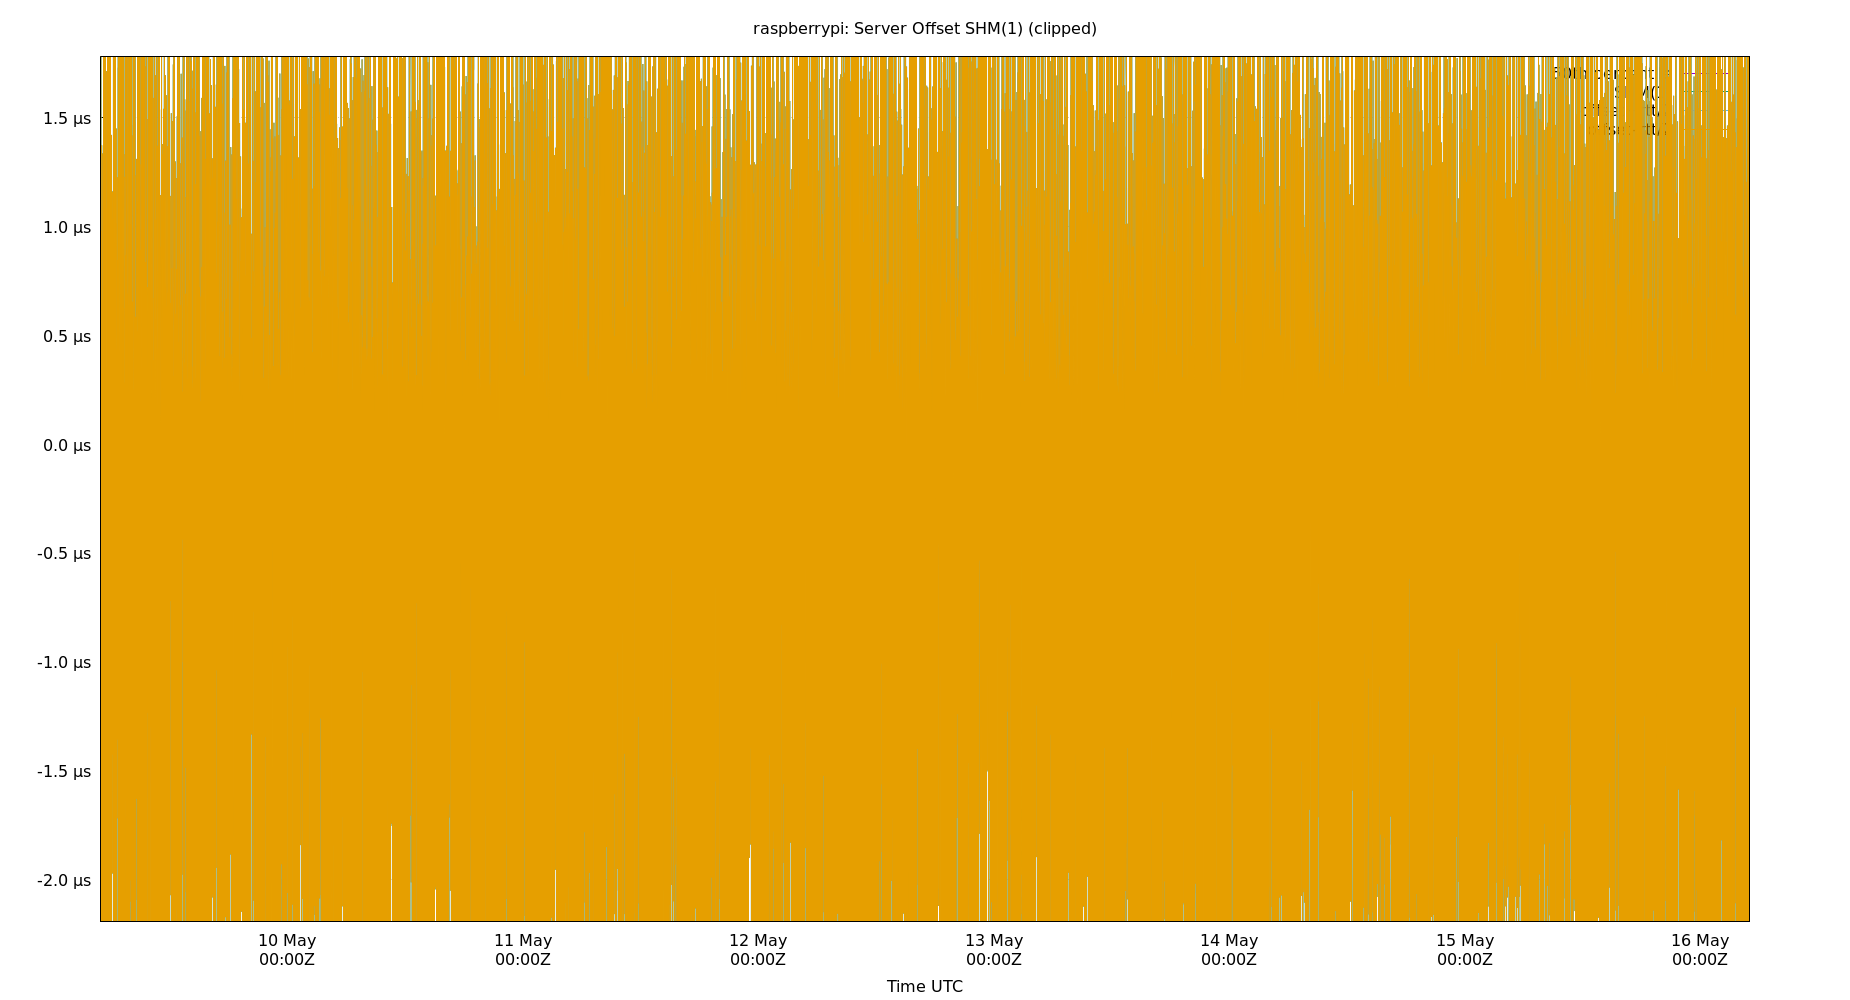 raspberrypi: Server Offset SHM(1) (clipped)
1.5 µs
1.0 µs
0.5 µs
0.0 µs
-0.5 µs
-1.0 µs
-1.5 µs
-2.0 µs
10 May 11 May 12 May 13 May 14 May 15 May 16 May
00:00Z 00:00Z 00:00Z 00:00Z 00:00Z 00:00Z 00:00Z
Time UTC